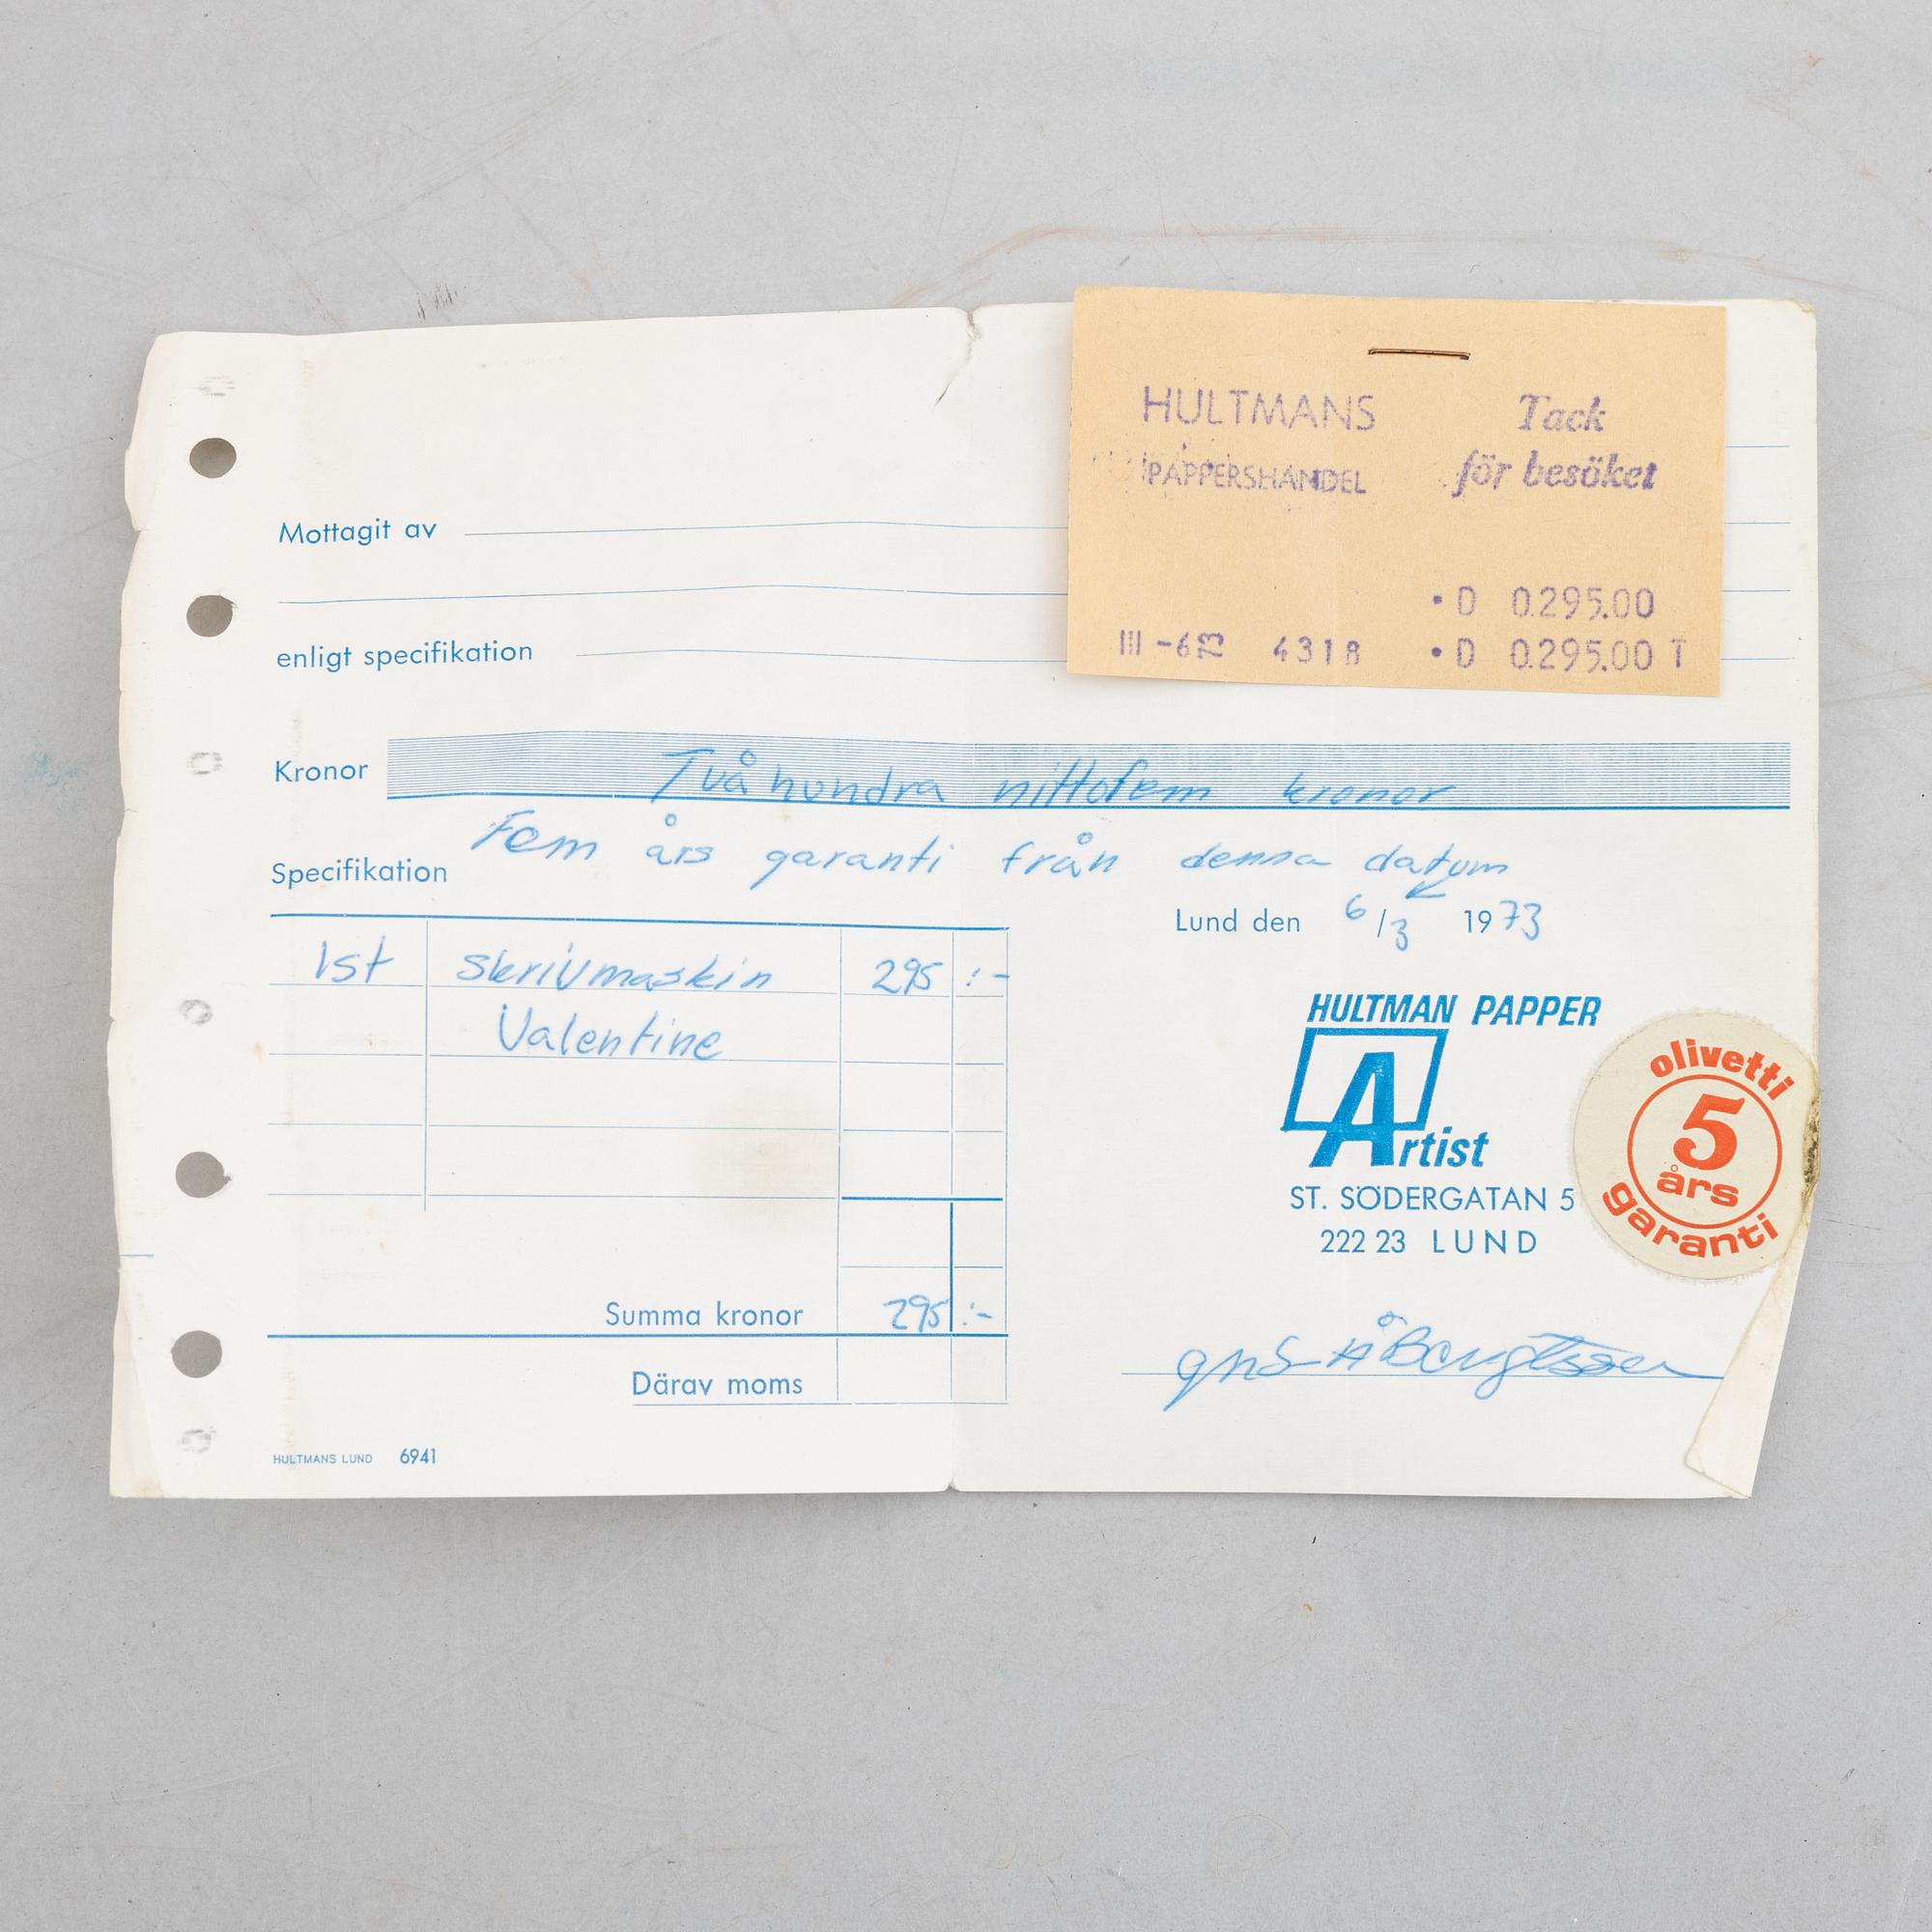 HULTMANS Tack
PAPPERSHANDEL för besöket
• D 0.295.00
III -6 73 4318 • D 0.295.00 T
Mottagit av
enligt specifikation
Kronor Två hundra nittofem kronor
Fem års garanti från denna datum
Specifikation
Lund den 6/3 1973
1st skrivmaskin 295 :-
Valentine
HULTMAN PAPPER
Artist
ST. SÖDERGATAN 5
222 23 LUND
olivetti
5
års
garanti
Summa kronor 295 :-
Därav moms
Bengtsson
HULTMANS LUND 6941